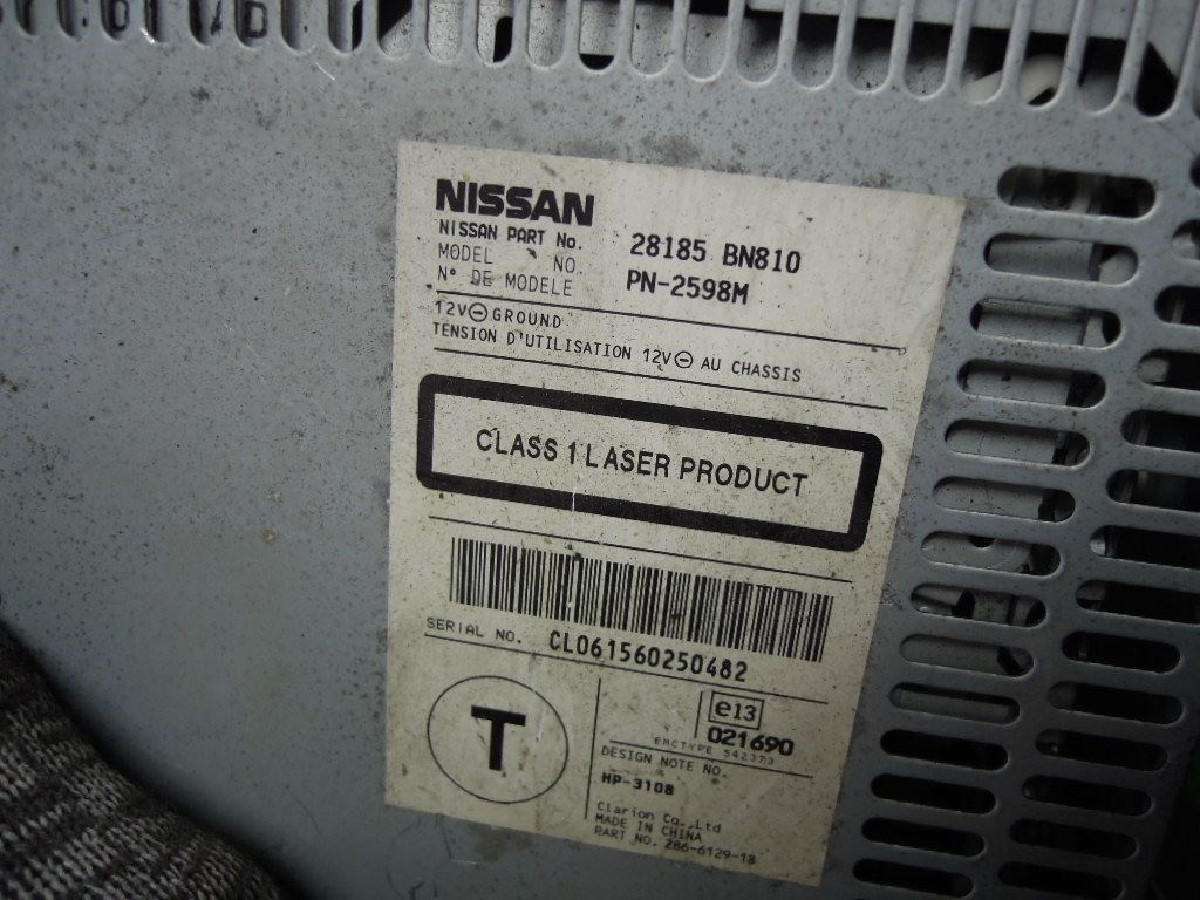 NISSAN
NISSAN PART No. 28185 BN810
MODEL NO.
N° DE MODELE PN-2598M
12V⊖GROUND
TENSION D'UTILISATION 12V⊖ AU CHASSIS
CLASS 1 LASER PRODUCT
SERIAL NO. CL061560250482
T
e13
021690
EMCTYPE 542373
DESIGN NOTE NO.
HP-3108
Clarion Co.,Ltd
MADE IN CHINA
PART NO. 286-6129-18